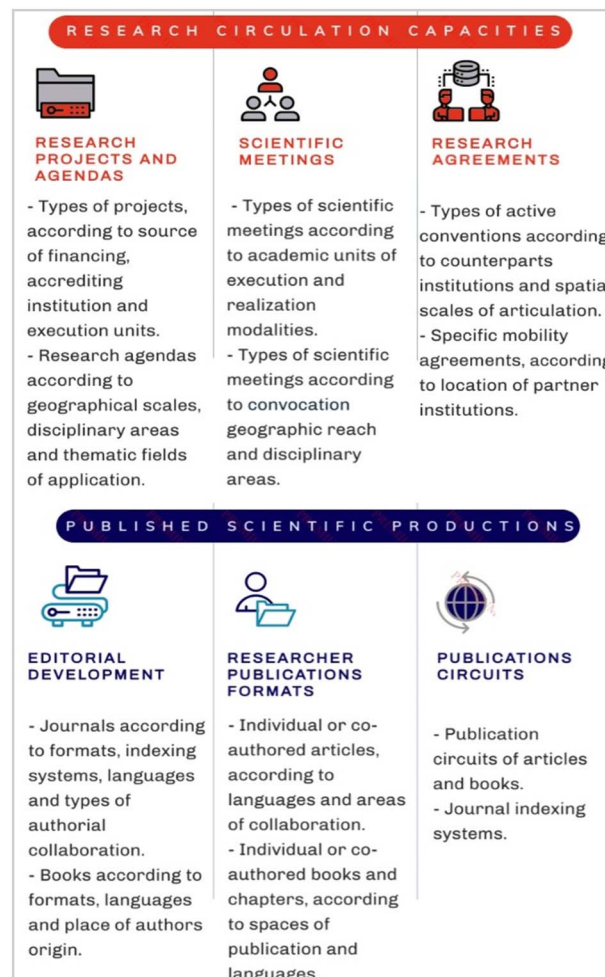 RESEARCH CIRCULATION CAPACITIES
RESEARCH
PROJECTS AND
AGENDAS
- Types of projects,
according to source
of financing,
accrediting
institution and
execution units.
- Research agendas
according to
geographical scales,
disciplinary areas
and thematic fields
of application.
SCIENTIFIC
MEETINGS
- Types of scientific
meetings according
to academic units of
execution and
realization
modalities.
- Types of scientific
meetings according
to convocation
geographic reach
and disciplinary
areas.
RESEARCH
AGREEMENTS
- Types of active
conventions according
to counterparts
institutions and spatia
scales of articulation.
- Specific mobility
agreements, according
to location of partner
institutions.
PUBLISHED SCIENTIFIC PRODUCTIONS
EDITORIAL
DEVELOPMENT
- Journals according
to formats, indexing
systems, languages
and types of
authorial
collaboration.
- Books according to
formats, languages
and place of authors
origin.
RESEARCHER
PUBLICATIONS
FORMATS
- Individual or co-
authored articles,
according to
languages and areas
of collaboration.
- Individual or co-
authored books and
chapters, according
to spaces of
publication and
languages
PUBLICATIONS
CIRCUITS
- Publication
circuits of articles
and books.
- Journal indexing
systems.